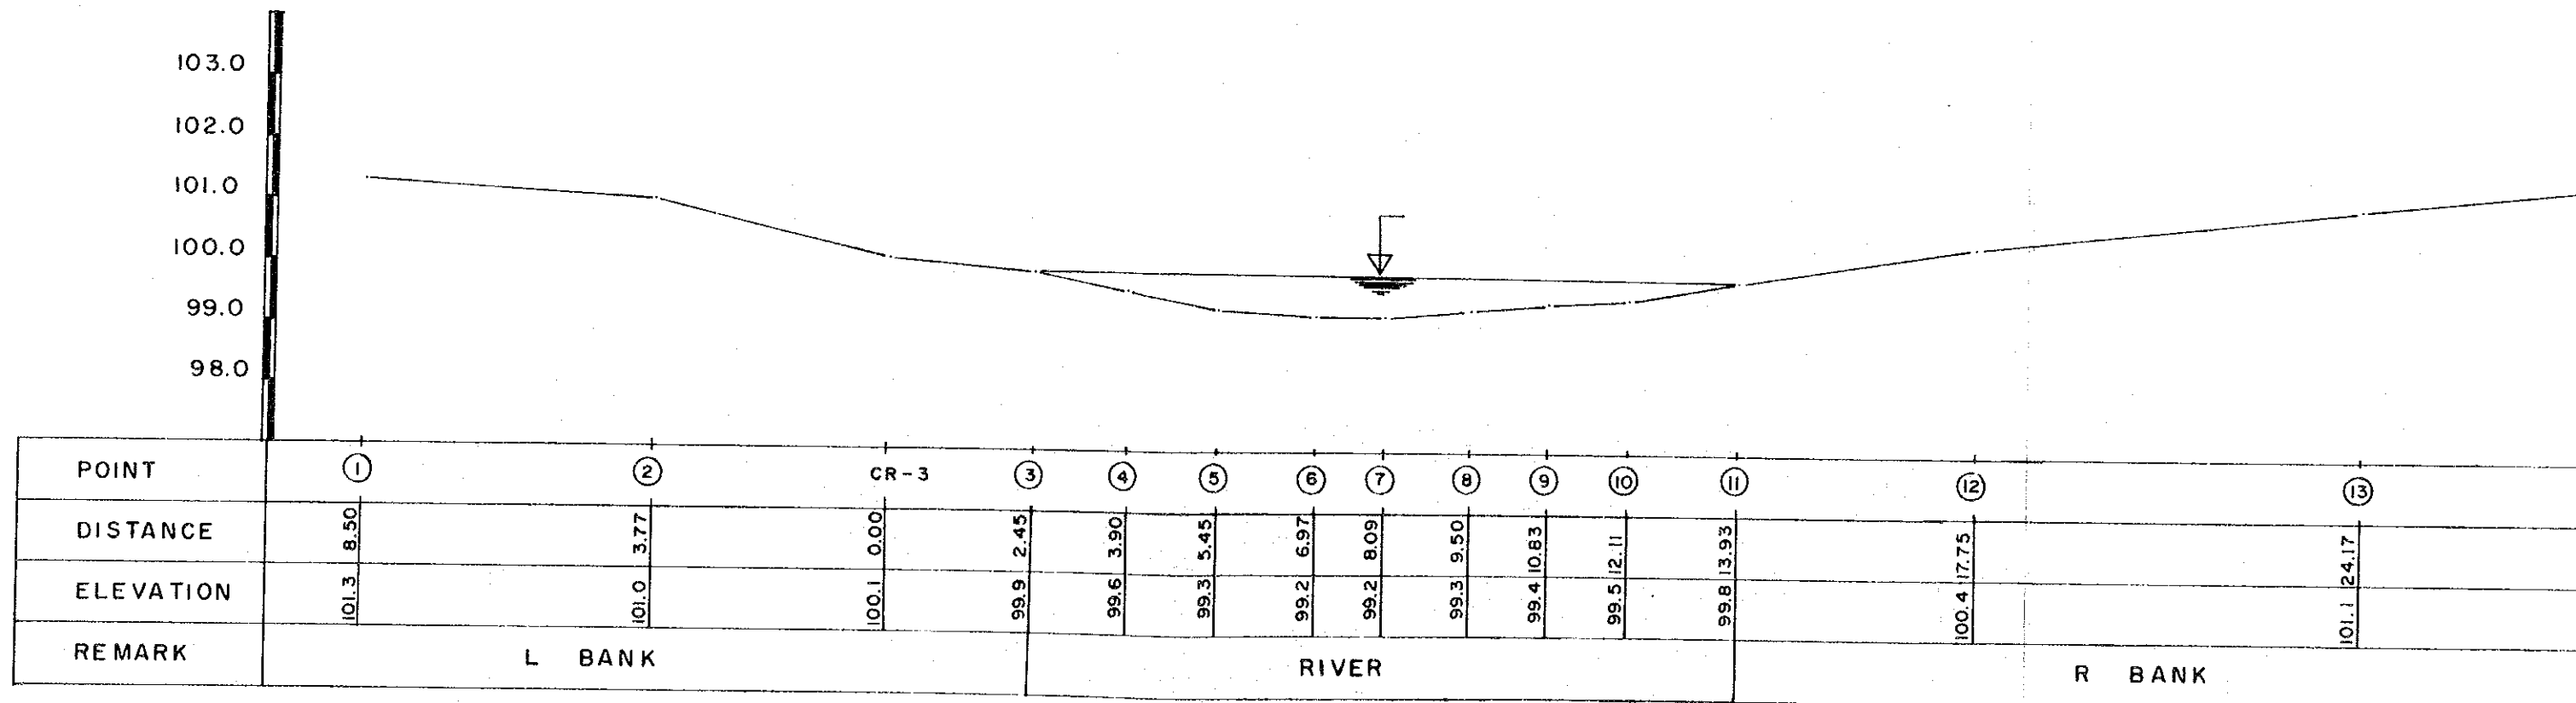 103.0
102.0
101.0
100.0
99.0
98.0
POINT 1 2 CR-3 3 4 5 6 7 8 9 10 11 12 13
DISTANCE 8.50 3.77 0.00 2.45 3.90 5.45 6.97 8.09 9.50 10.83 12.11 13.93 17.75 24.17
ELEVATION 101.3 101.0 100.1 99.9 99.6 99.3 99.2 99.2 99.3 99.4 99.5 99.8 100.4 101.1
REMARK L BANK RIVER R BANK